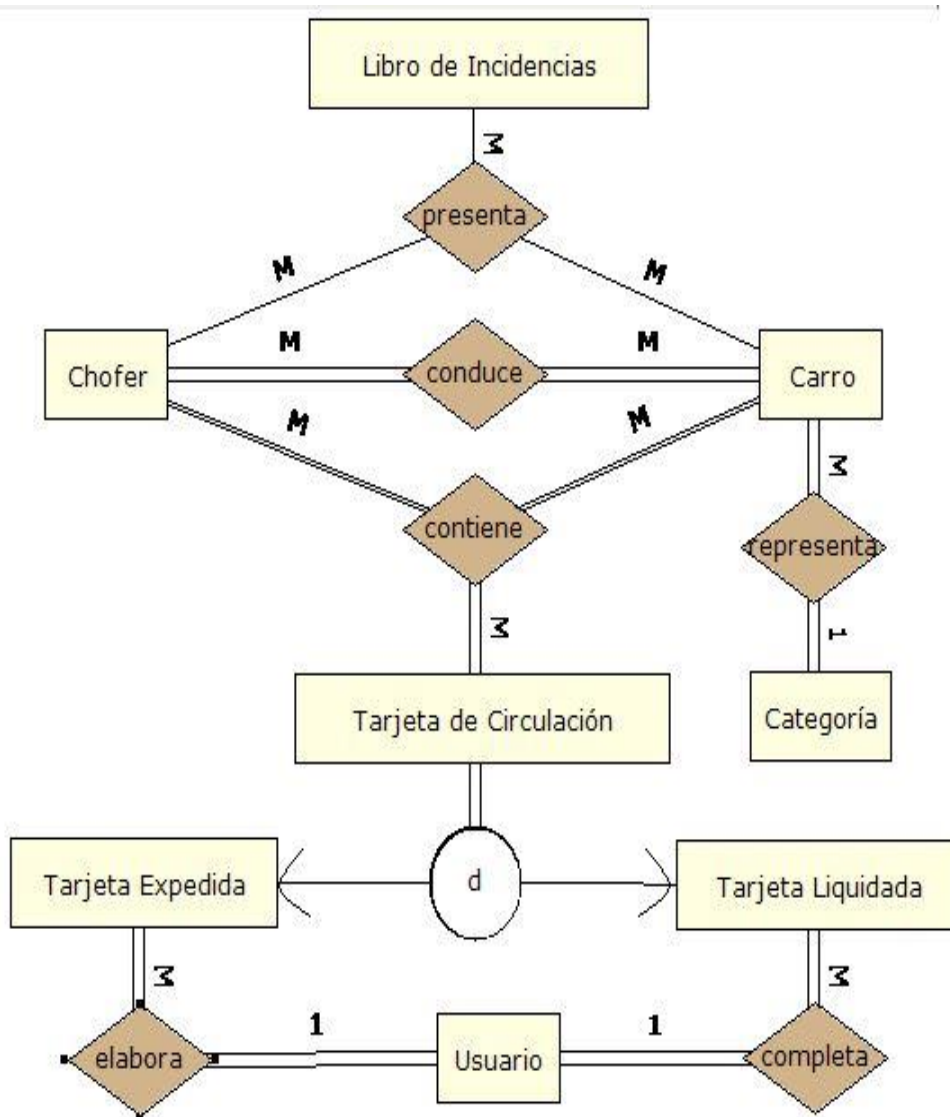 Libro de Incidencias
M
presenta
M
M
Chofer
M
conduce
M
Carro
M
M
M
contiene
representa
M
1
Tarjeta de Circulación
Categoría
Tarjeta Expedida
d
Tarjeta Liquidada
M
M
elabora
1
Usuario
1
completa